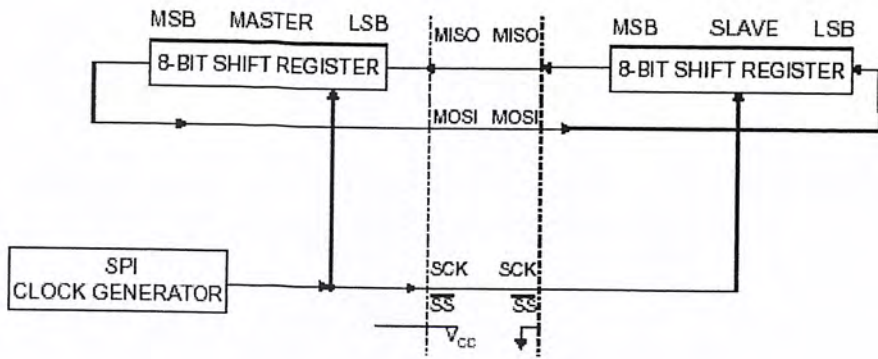 MSB MASTER LSB
8-BIT SHIFT REGISTER
MISO MISO
MSB SLAVE LSB
8-BIT SHIFT REGISTER
MOSI MOSI
SPI
CLOCK GENERATOR
SCK SCK
SS SS
VCC